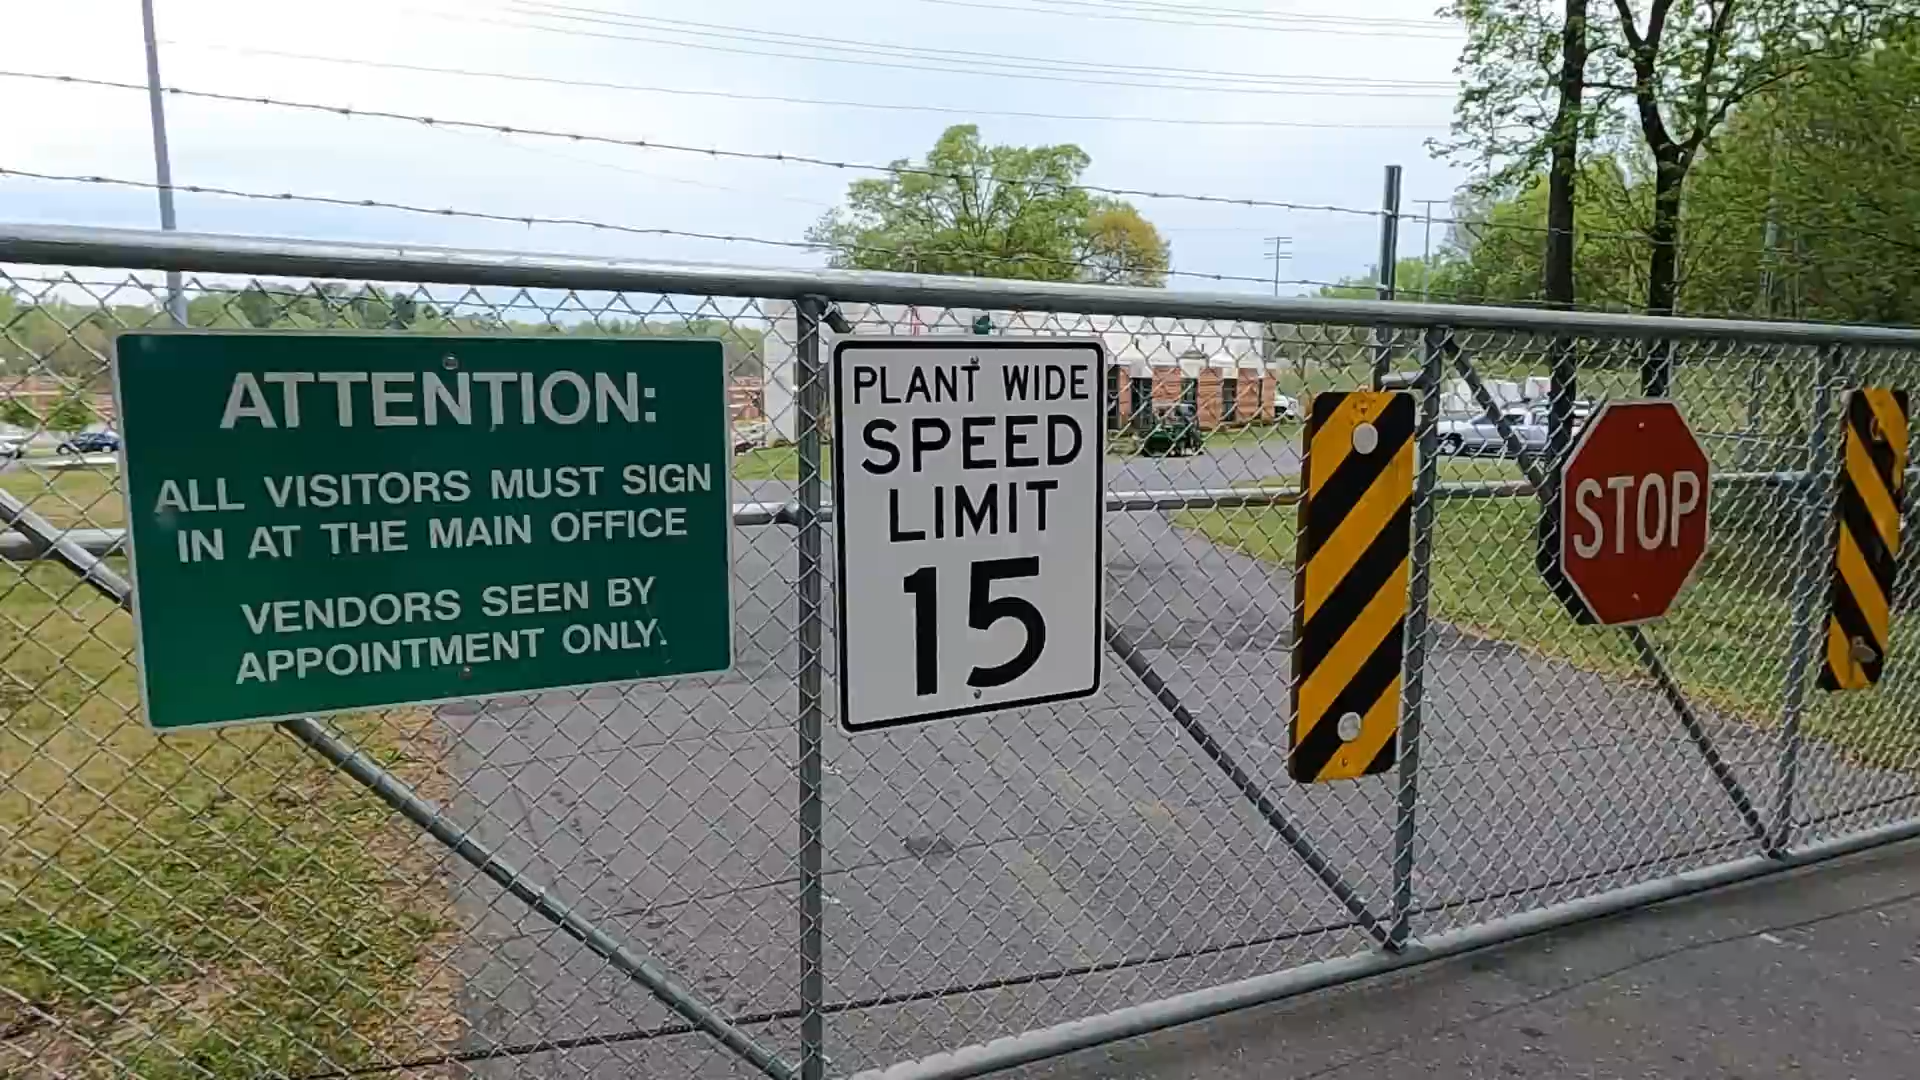 ATTENTION:
ALL VISITORS MUST SIGN
IN AT THE MAIN OFFICE
VENDORS SEEN BY
APPOINTMENT ONLY.
PLANT WIDE
SPEED
LIMIT
15
STOP